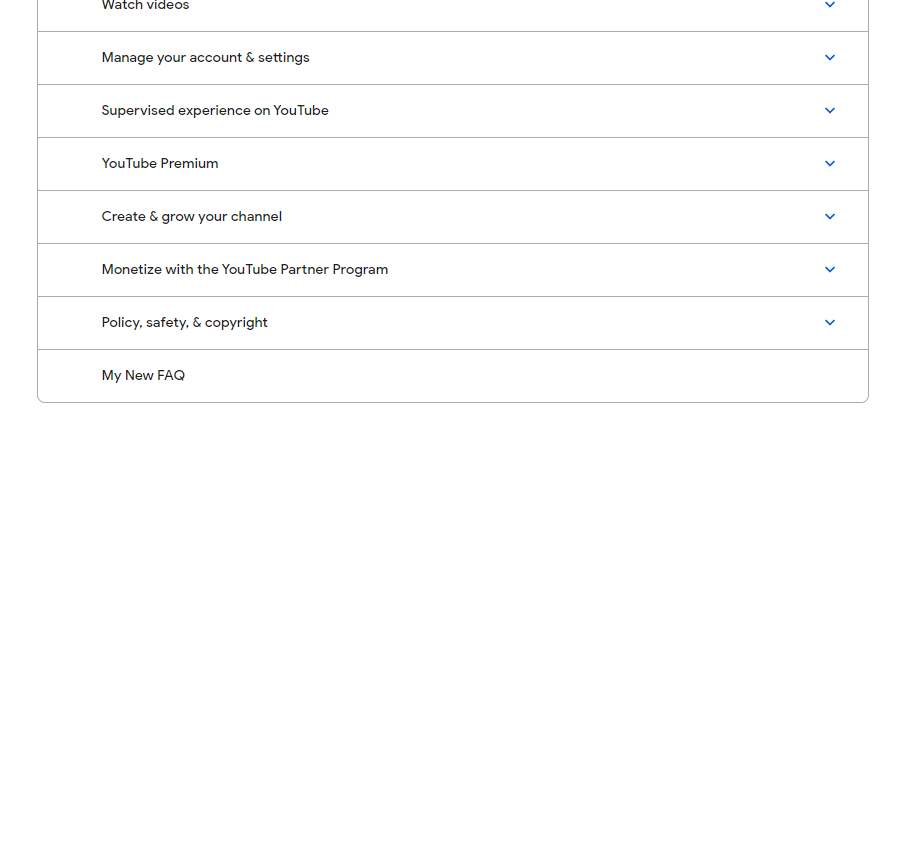 Watch videos
Manage your account & settings
Supervised experience on YouTube
YouTube Premium
Create & grow your channel
Monetize with the YouTube Partner Program
Policy, safety, & copyright
My New FAQ